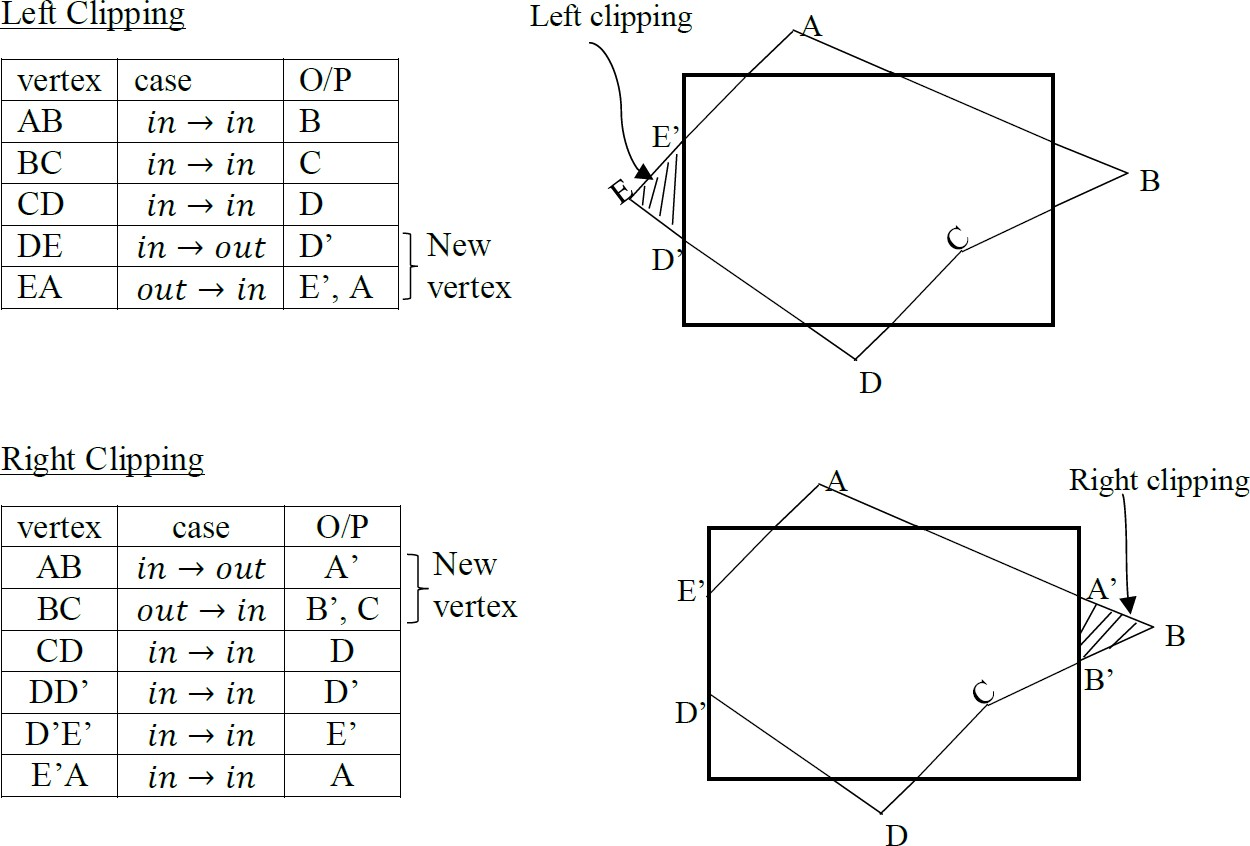 Left Clipping
vertex case O/P
AB in → in B
BC in → in C
CD in → in D
DE in → out D’
EA out → in E’, A
New
vertex
Left clipping
A
E’
B
E
C
D’
D
Right Clipping
vertex case O/P
AB in → out A’
BC out → in B’, C
CD in → in D
DD’ in → in D’
D’E’ in → in E’
E’A in → in A
New
vertex
Right clipping
A
E’
A’
B
B’
C
D’
D